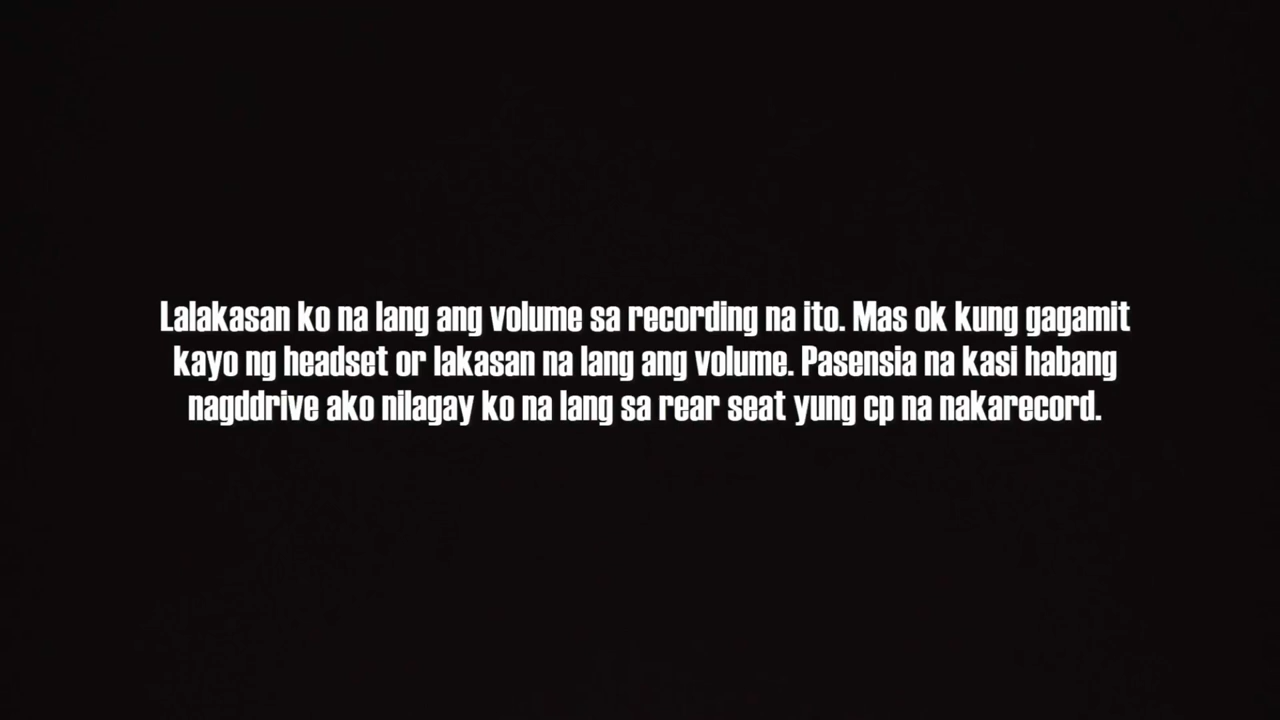 Lalakasan ko na lang ang volume sa recording na ito. Mas ok kung gagamit
kayo ng headset or lakasan na lang ang volume. Pasensia na kasi habang
nagddrive ako nilagay ko na lang sa rear seat yung cp na nakarecord.